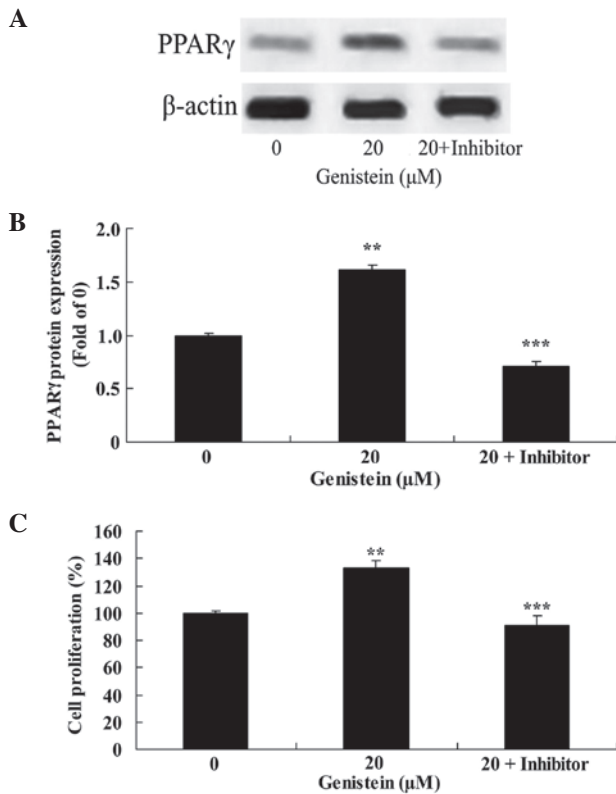 A
PPARγ
β-actin
0 20 20+Inhibitor
Genistein (μM)
B
PPARγ protein expression
(Fold of 0)
2.0
1.5
1.0
0.5
0
**
***
0 20 20 + Inhibitor
Genistein (μM)
C
Cell proliferation (%)
160
140
120
100
80
60
40
20
0
**
***
0 20 20 + Inhibitor
Genistein (μM)